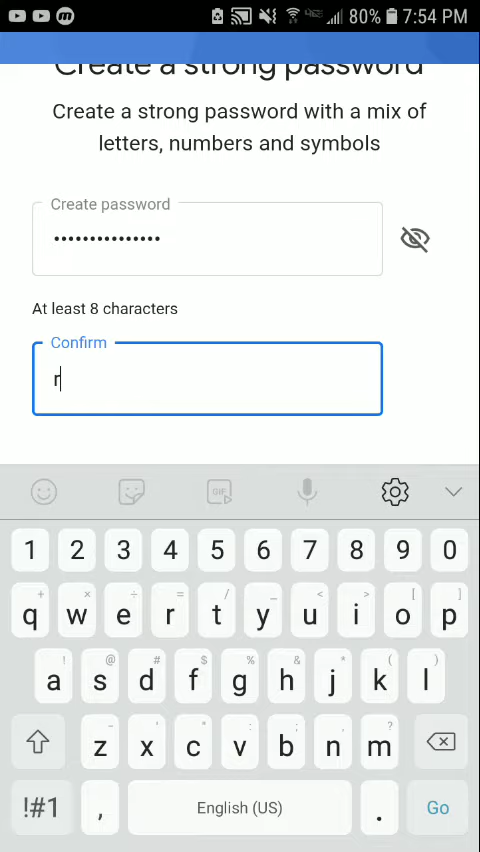 80% 7:54 PM
Create a strong password
Create a strong password with a mix of
letters, numbers and symbols
Create password
•••••••••••••••
At least 8 characters
Confirm
r
GIF
1 2 3 4 5 6 7 8 9 0
+ × ÷ = / _ < > [ ]
q w e r t y u i o p
! @ # $ % & * ( )
a s d f g h j k l
- ' " : ; , ?
z x c v b n m
!#1 , English (US) . Go